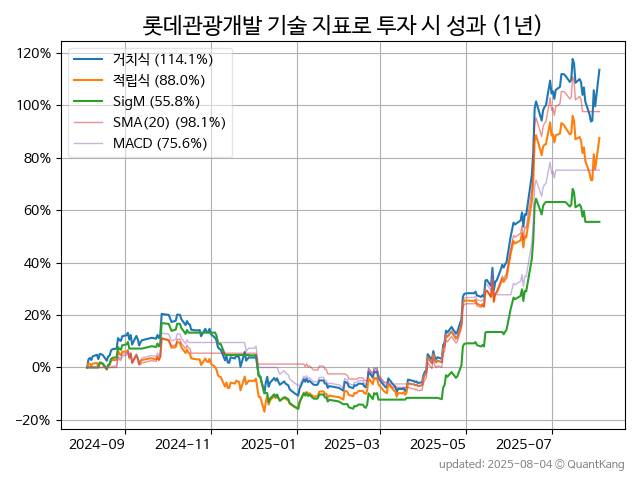 롯데관광개발 기술 지표로 투자 시 성과 (1년)
120%
100%
80%
60%
40%
20%
0%
−20%
거치식 (114.1%)
적립식 (88.0%)
SigM (55.8%)
SMA(20) (98.1%)
MACD (75.6%)
2024-09
2024-11
2025-01
2025-03
2025-05
2025-07
updated: 2025-08-04 © QuantKang